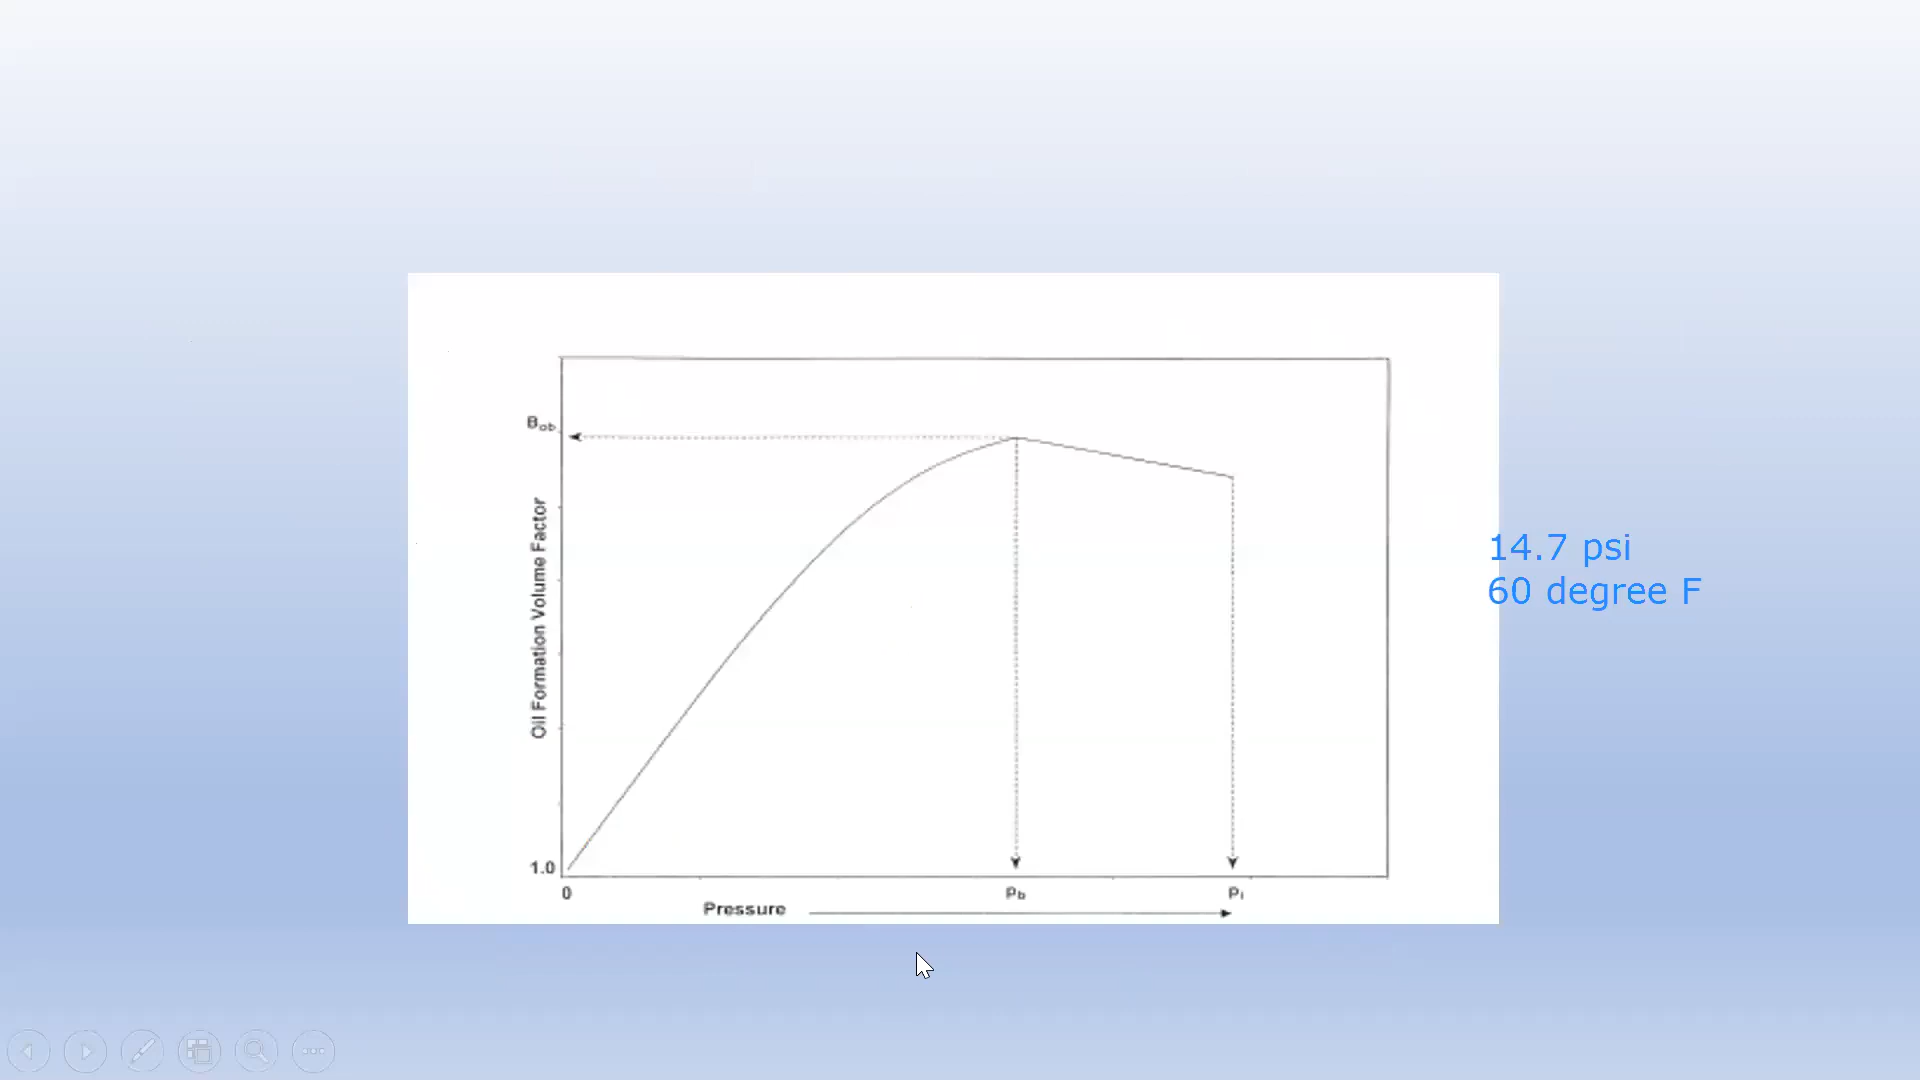 Bob
Oil Formation Volume Factor
1.0
0
Pb
Pi
Pressure
14.7 psi
60 degree F